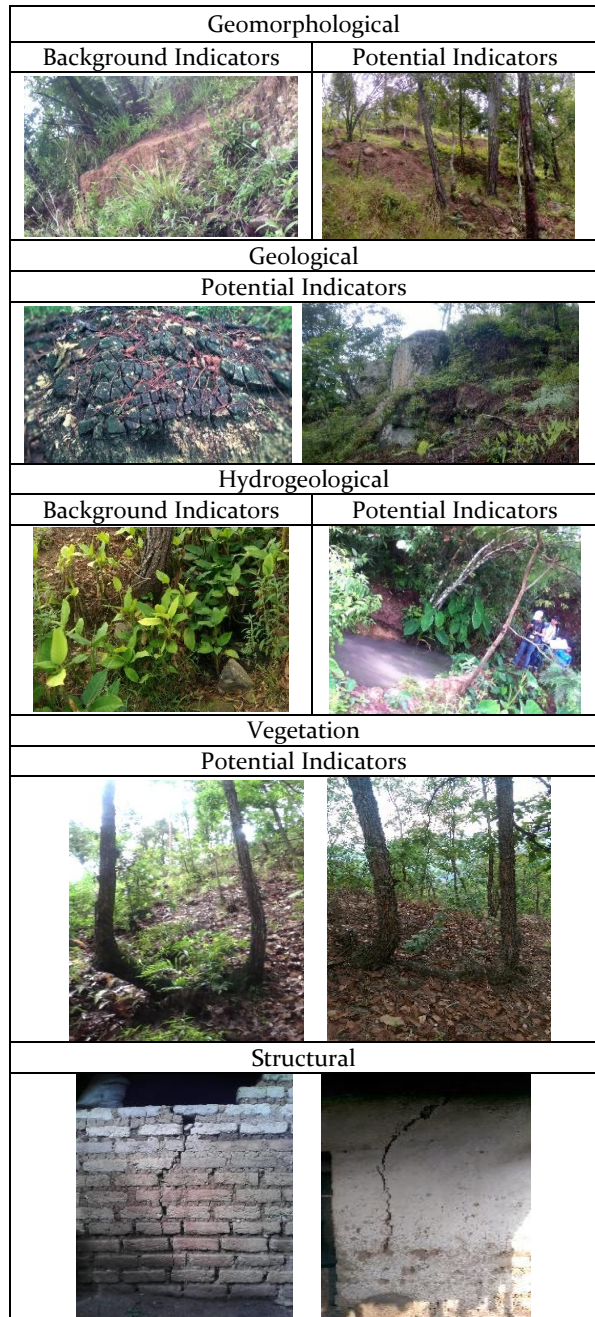 Geomorphological
Background Indicators
Potential Indicators
Geological
Potential Indicators
Hydrogeological
Background Indicators
Potential Indicators
Vegetation
Potential Indicators
Structural